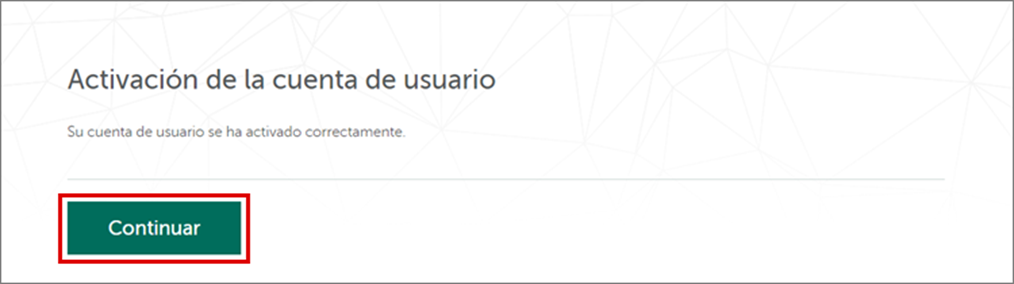 Activación de la cuenta de usuario
Su cuenta de usuario se ha activado correctamente.
Continuar